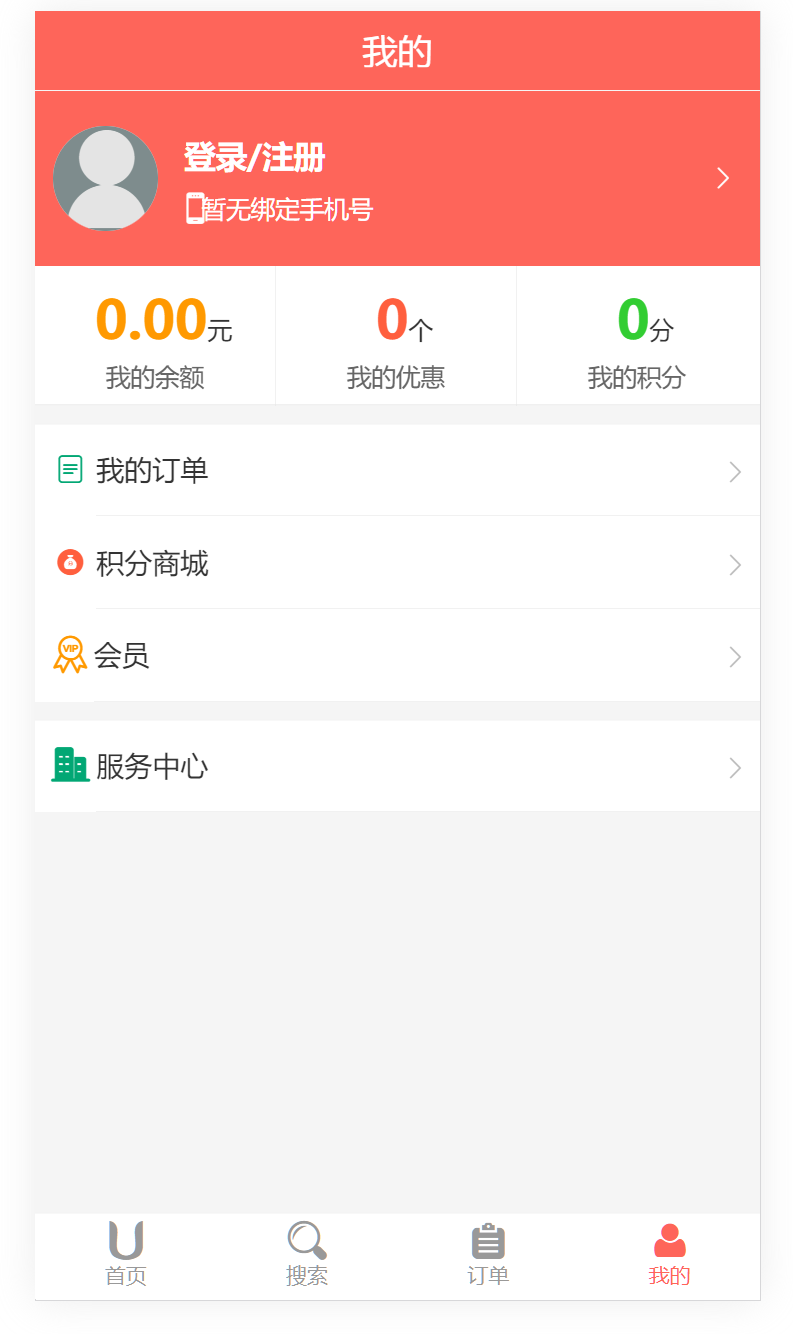 我的
登录/注册
暂无绑定手机号
0.00元
0个
0分
我的余额
我的优惠
我的积分
我的订单
积分商城
VIP
会员
服务中心
首页
搜索
订单
我的